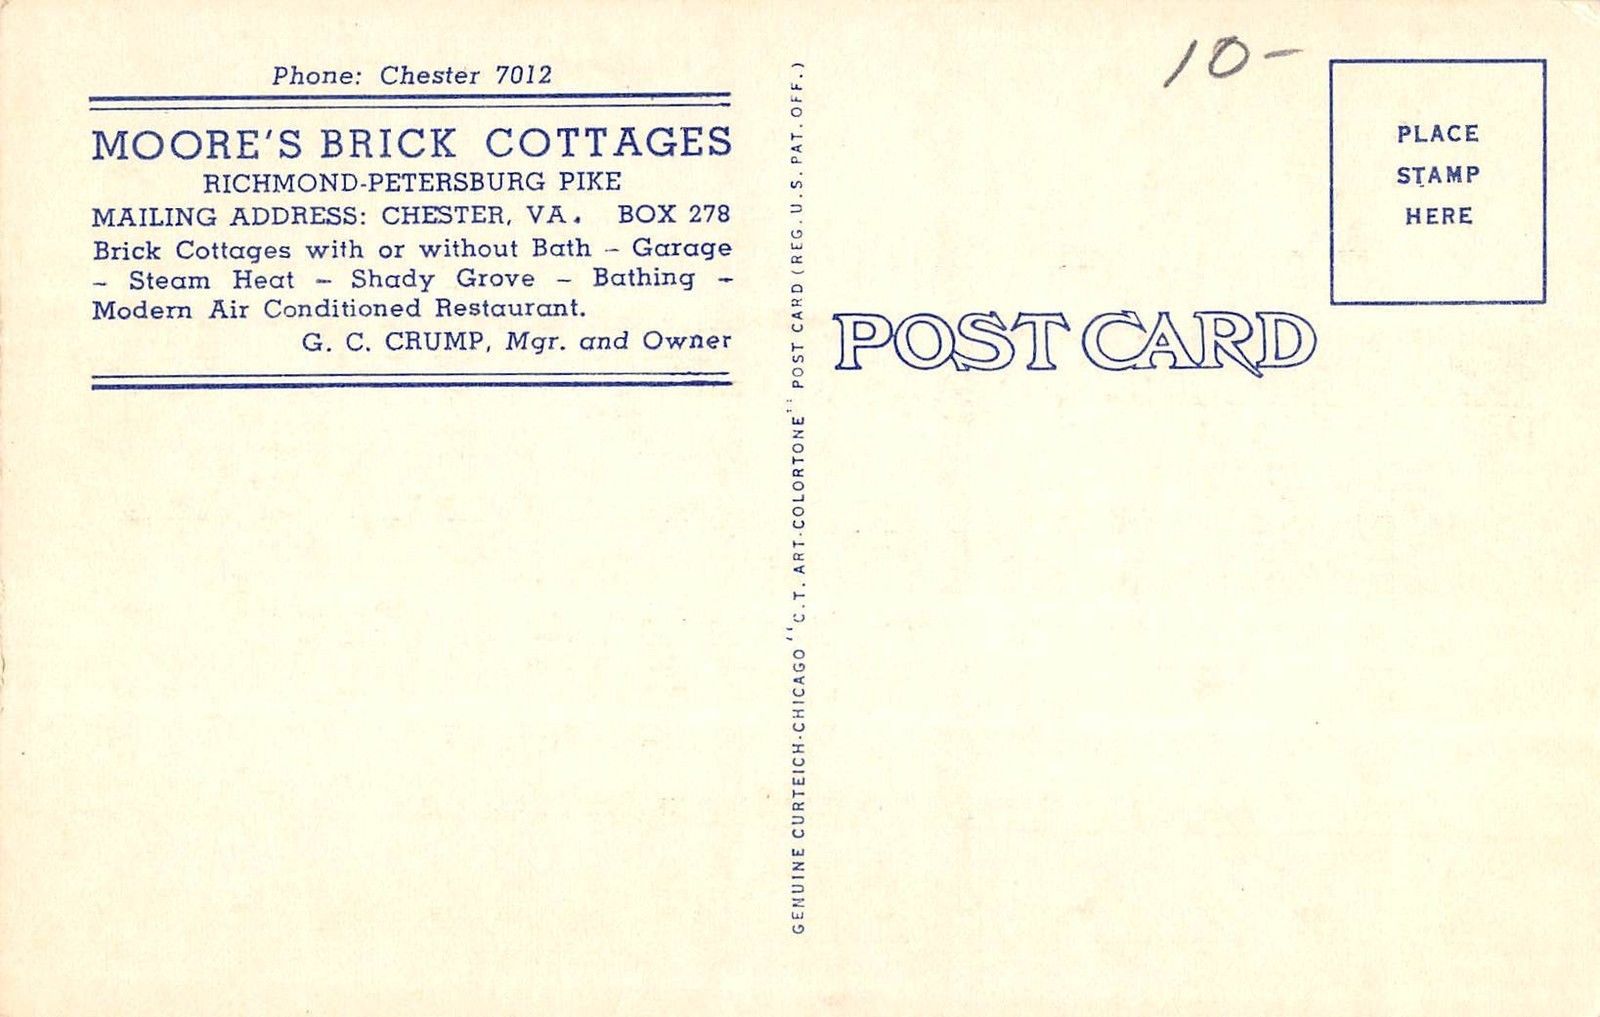 Phone: Chester 7012
MOORE'S BRICK COTTAGES
RICHMOND-PETERSBURG PIKE
MAILING ADDRESS: CHESTER, VA. BOX 278
Brick Cottages with or without Bath – Garage
– Steam Heat – Shady Grove – Bathing –
Modern Air Conditioned Restaurant.
G. C. CRUMP, Mgr. and Owner
GENUINE CURTEICH-CHICAGO "C.T. ART-COLORTONE" POST CARD (REG. U.S. PAT. OFF.)
10-
PLACE
STAMP
HERE
POST CARD